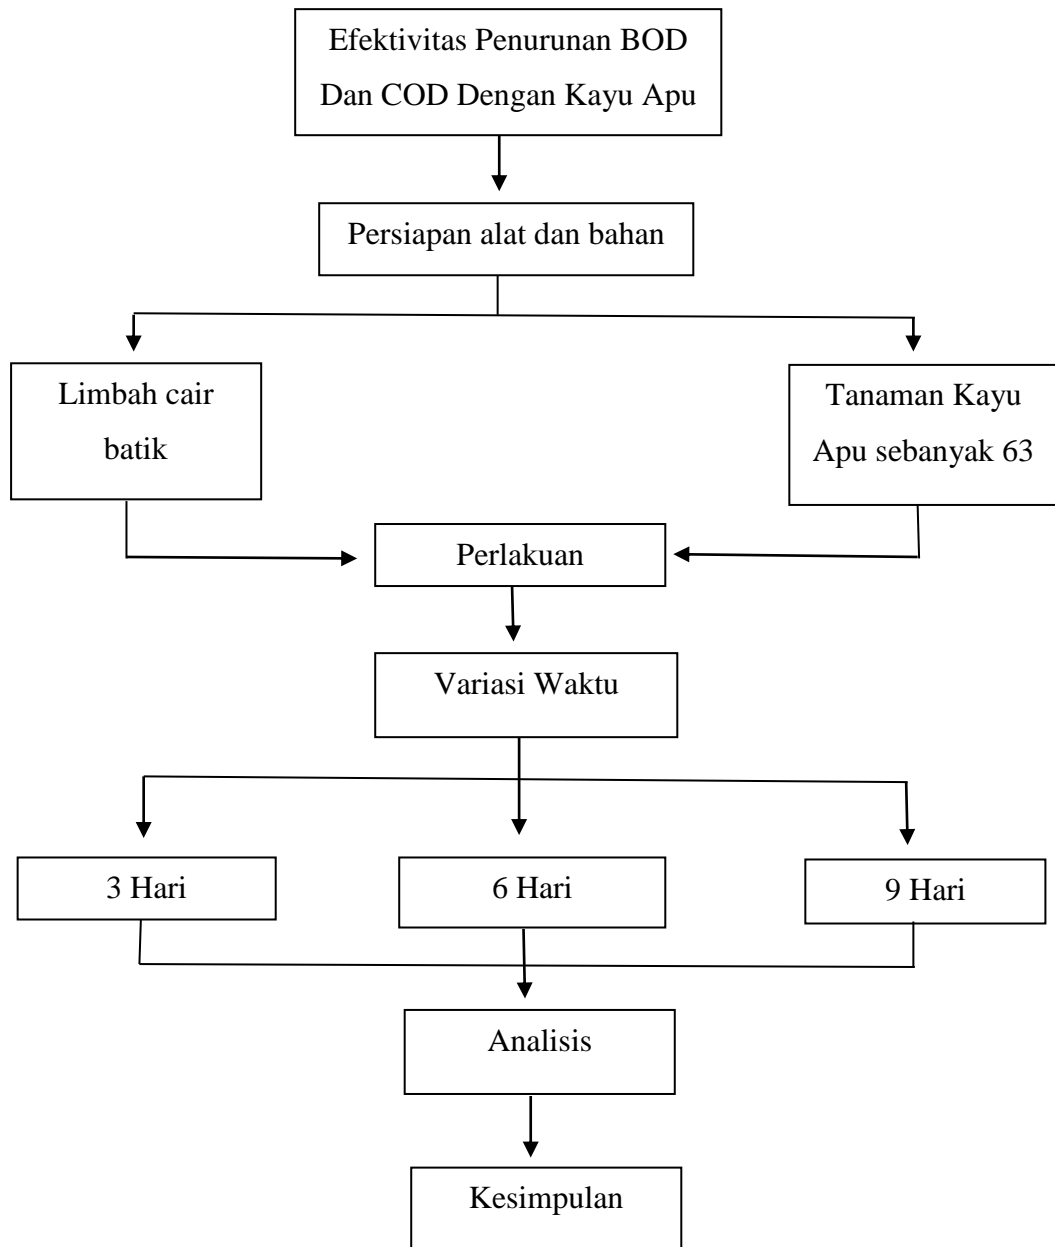 Efektivitas Penurunan BOD
Dan COD Dengan Kayu Apu
Persiapan alat dan bahan
Limbah cair
batik
Tanaman Kayu
Apu sebanyak 63
Perlakuan
Variasi Waktu
3 Hari
6 Hari
9 Hari
Analisis
Kesimpulan